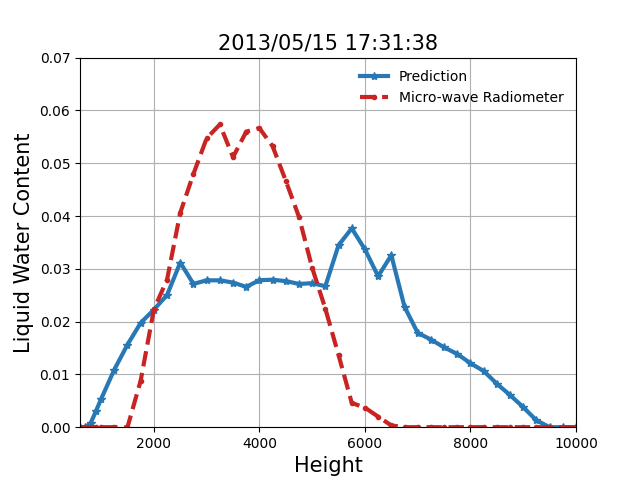 2013/05/15 17:31:38
0.07
0.06
0.05
0.04
0.03
0.02
0.01
0.00
Liquid Water Content
Prediction
Micro-wave Radiometer
2000 4000 6000 8000 10000
Height